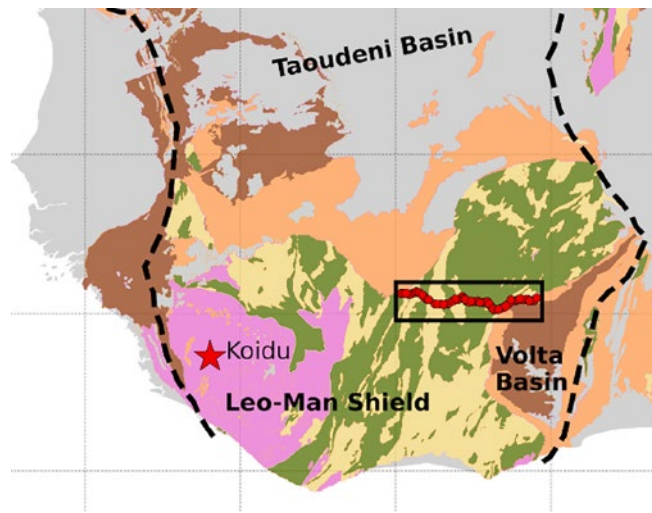 Taoudeni Basin
Koidu
Volta
Basin
Leo-Man Shield